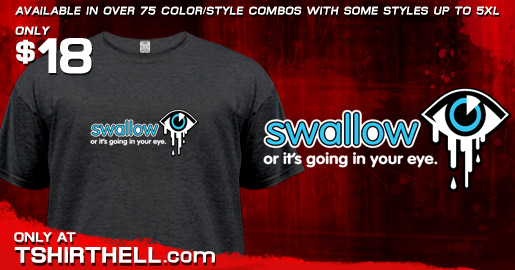 AVAILABLE IN OVER 75 COLOR/STYLE COMBOS WITH SOME STYLES UP TO 5XL
ONLY
$18
swallow
or it's going in your eye.
swallow
or it's going in your eye.
ONLY AT
TSHIRTHELL.com